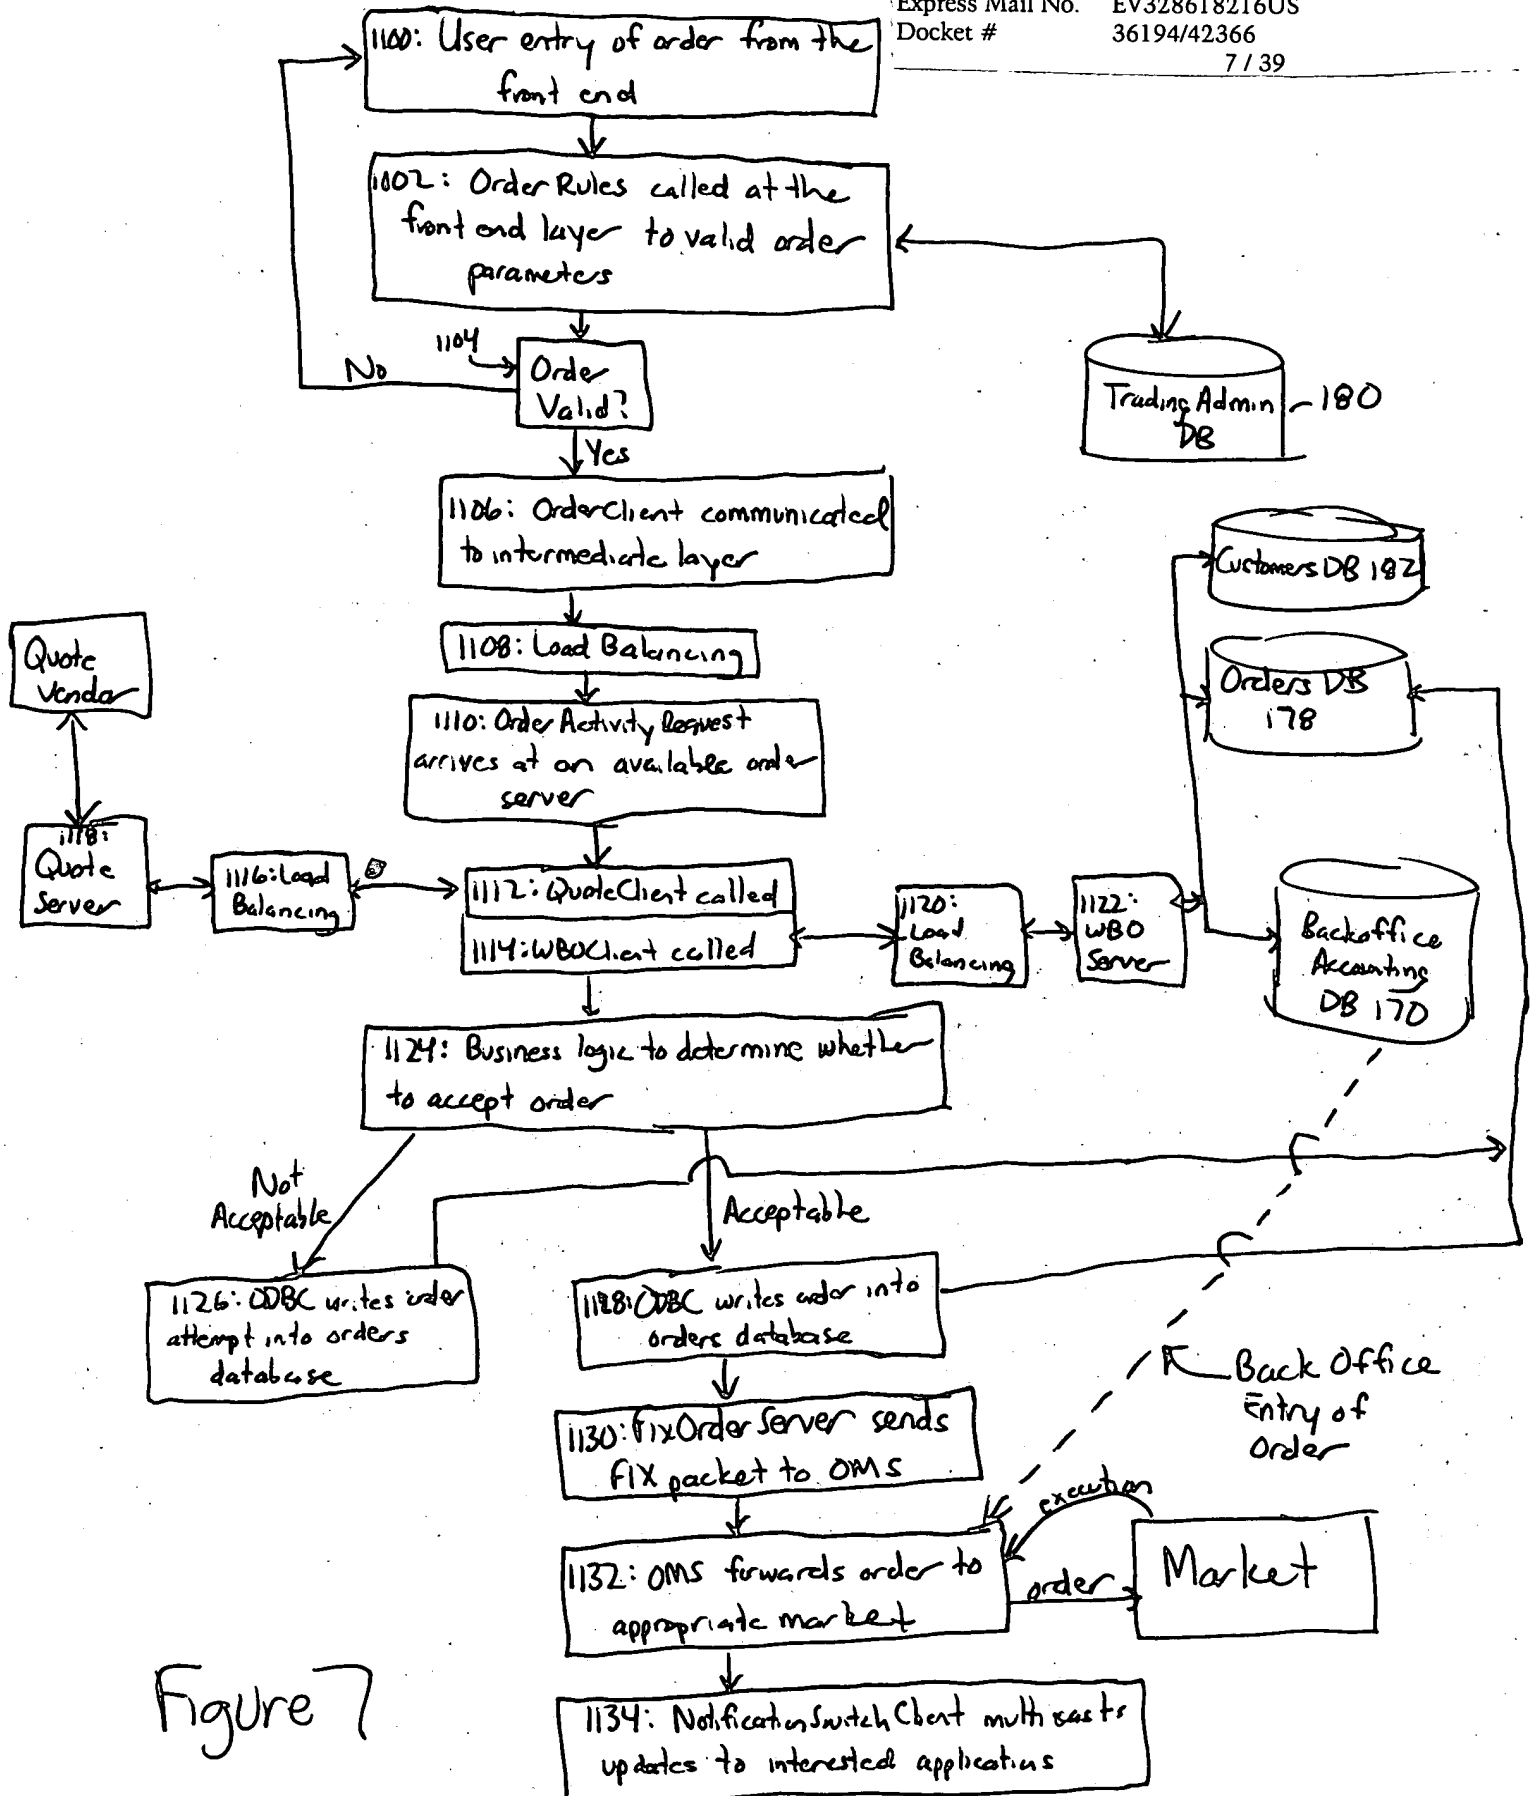 Express Mail No. EV328618216US
Docket # 36194/42366
7 / 39
1100: User entry of order from the
front end
1002: Order Rules called at the
front end layer to valid order
parameters
1104
No
Order
Valid?
Yes
Trading Admin
DB
180
1106: OrderClient communicated
to intermediate layer
Customers DB 182
1108: Load Balancing
Quote
Vendor
Orders DB
178
1110: Order Activity Request
arrives at an available order
server
1118:
Quote
Server
1116: Load
Balancing
1112: QuoteClient called
1114: WBOClient called
1120:
Load
Balancing
1122:
WBO
Server
Backoffice
Accounting
DB 170
1124: Business logic to determine whether
to accept order
Not
Acceptable
Acceptable
1126: ODBC writes order
attempt into orders
database
1128: ODBC writes order into
orders database
Back Office
Entry of
Order
1130: FixOrderServer sends
FIX packet to OMS
execution
1132: OMS forwards order to
appropriate market
order
Market
Figure 7
1134: NotificationSwitchClient multicasts
updates to interested applications